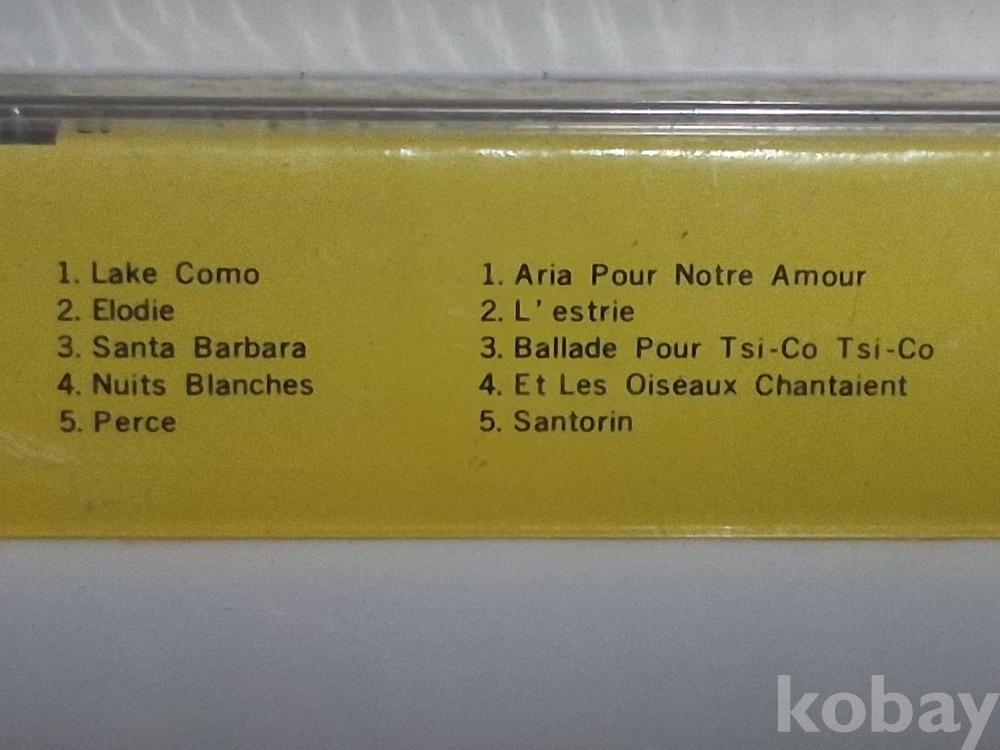 1. Lake Como
2. Elodie
3. Santa Barbara
4. Nuits Blanches
5. Perce
1. Aria Pour Notre Amour
2. L' estrie
3. Ballade Pour Tsi-Co Tsi-Co
4. Et Les Oiseaux Chantaient
5. Santorin
kobay